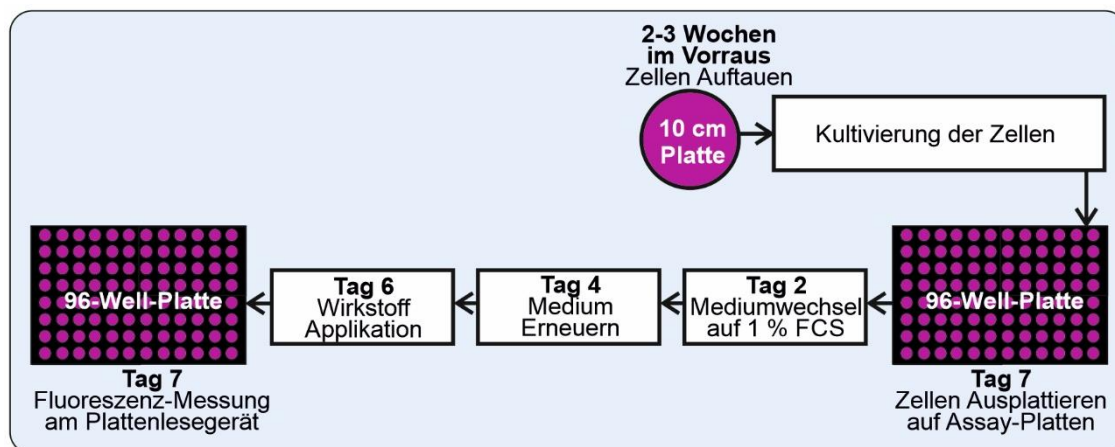 2-3 Wochen
im Vorraus
Zellen Auftauen
10 cm
Platte
Kultivierung der Zellen
96-Well-Platte
Tag 7
Zellen Ausplattieren
auf Assay-Platten
Tag 2
Mediumwechsel
auf 1 % FCS
Tag 4
Medium
Erneuern
Tag 6
Wirkstoff
Applikation
96-Well-Platte
Tag 7
Fluoreszenz-Messung
am Plattenlesegerät